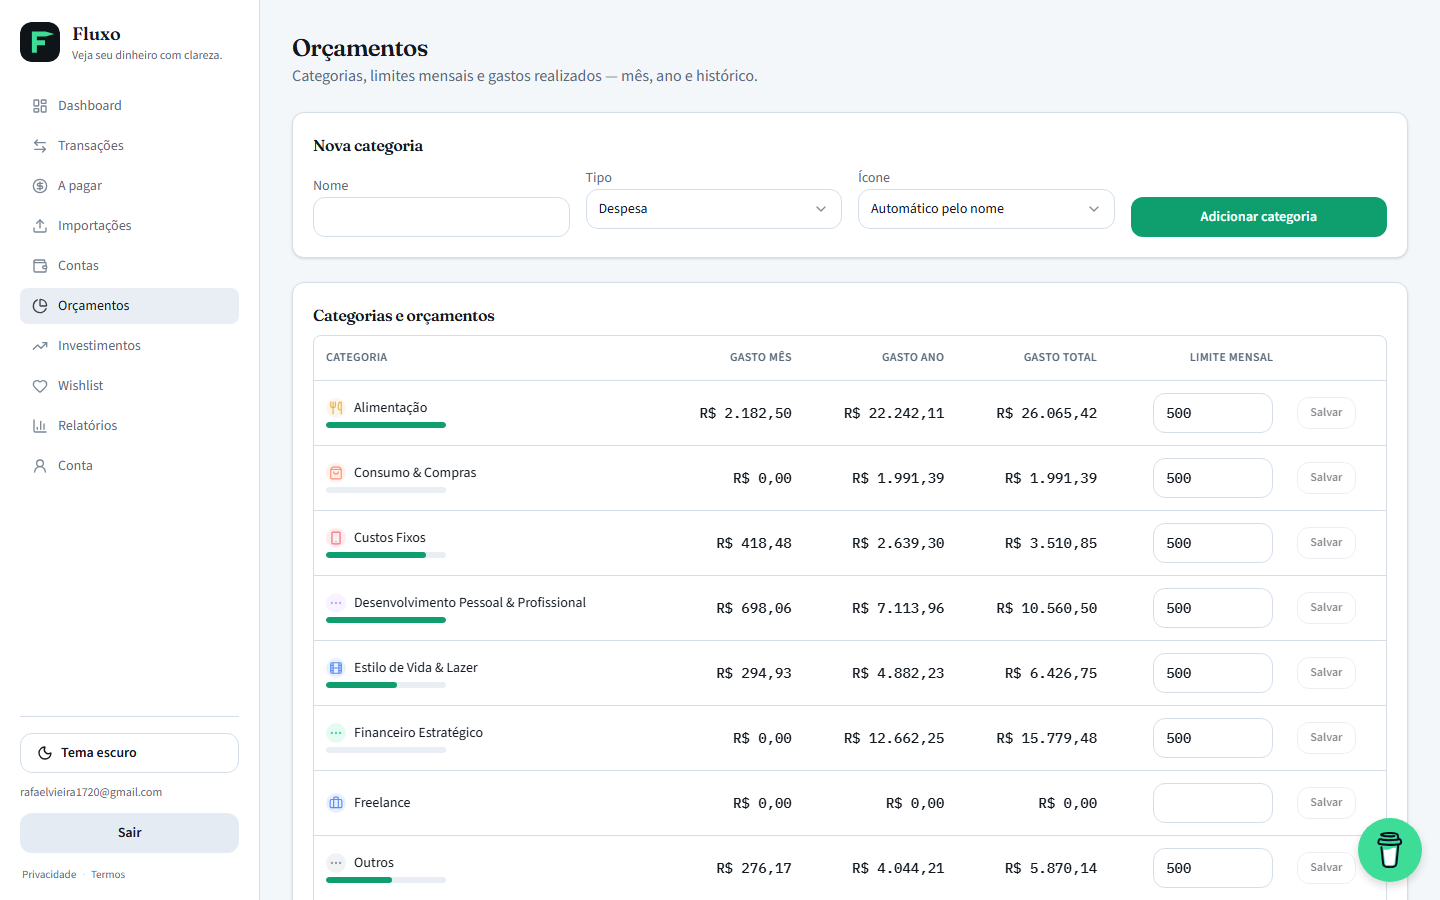 Fluxo
Veja seu dinheiro com clareza.
Dashboard
Transações
A pagar
Importações
Contas
Orçamentos
Investimentos
Wishlist
Relatórios
Conta
Tema escuro
rafaelvieira1720@gmail.com
Sair
Privacidade · Termos
Orçamentos
Categorias, limites mensais e gastos realizados — mês, ano e histórico.
Nova categoria
Nome
Tipo
Despesa
Ícone
Automático pelo nome
Adicionar categoria
Categorias e orçamentos
CATEGORIA GASTO MÊS GASTO ANO GASTO TOTAL LIMITE MENSAL
Alimentação R$ 2.182,50 R$ 22.242,11 R$ 26.065,42 500 Salvar
Consumo & Compras R$ 0,00 R$ 1.991,39 R$ 1.991,39 500 Salvar
Custos Fixos R$ 418,48 R$ 2.639,30 R$ 3.510,85 500 Salvar
Desenvolvimento Pessoal & Profissional R$ 698,06 R$ 7.113,96 R$ 10.560,50 500 Salvar
Estilo de Vida & Lazer R$ 294,93 R$ 4.882,23 R$ 6.426,75 500 Salvar
Financeiro Estratégico R$ 0,00 R$ 12.662,25 R$ 15.779,48 500 Salvar
Freelance R$ 0,00 R$ 0,00 R$ 0,00 Salvar
Outros R$ 276,17 R$ 4.044,21 R$ 5.870,14 500 Salvar